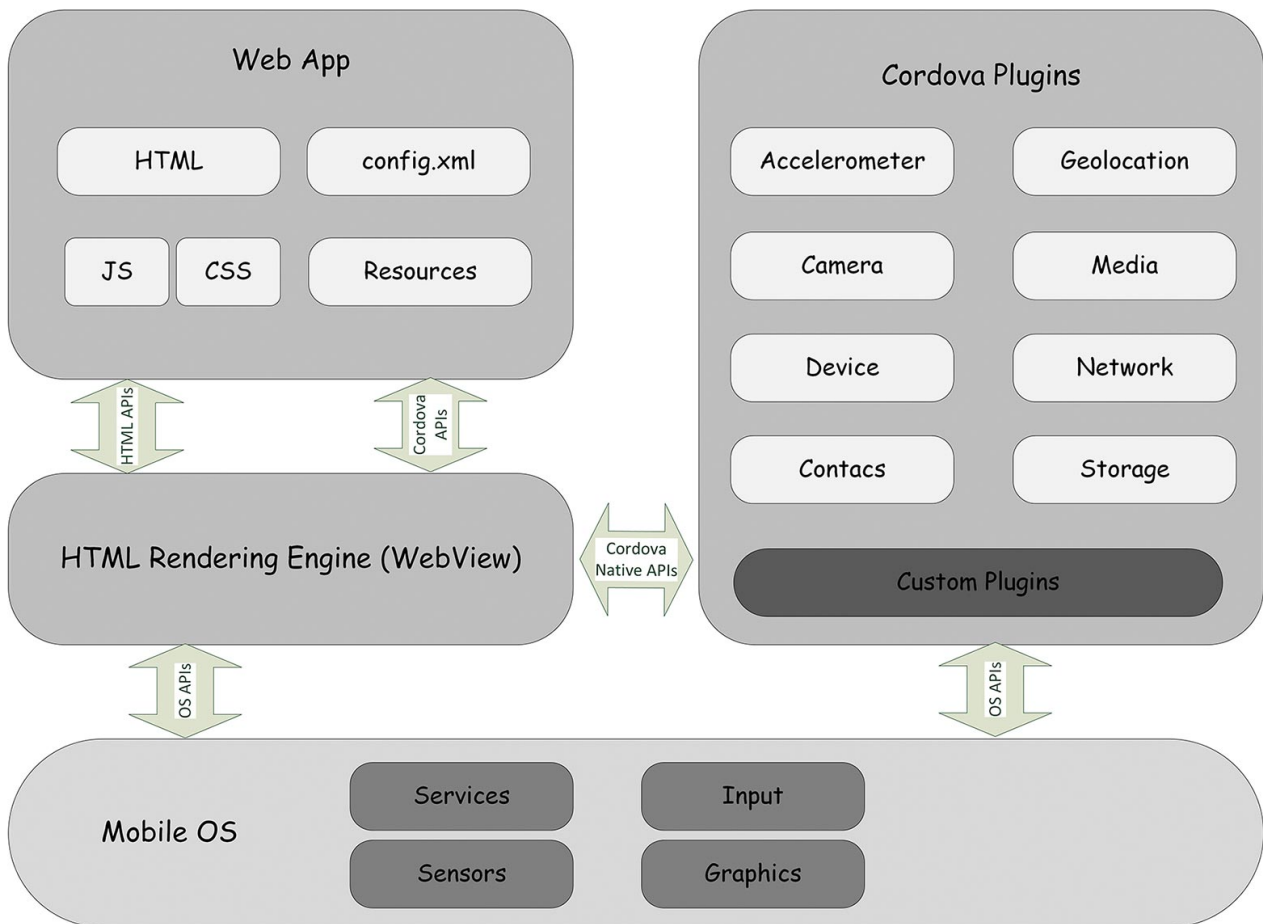 Web App
HTML
config.xml
JS
CSS
Resources
HTML APIs
Cordova
APIs
HTML Rendering Engine (WebView)
Cordova
Native APIs
Cordova Plugins
Accelerometer
Geolocation
Camera
Media
Device
Network
Contacs
Storage
Custom Plugins
OS APIs
OS APIs
Mobile OS
Services
Input
Sensors
Graphics